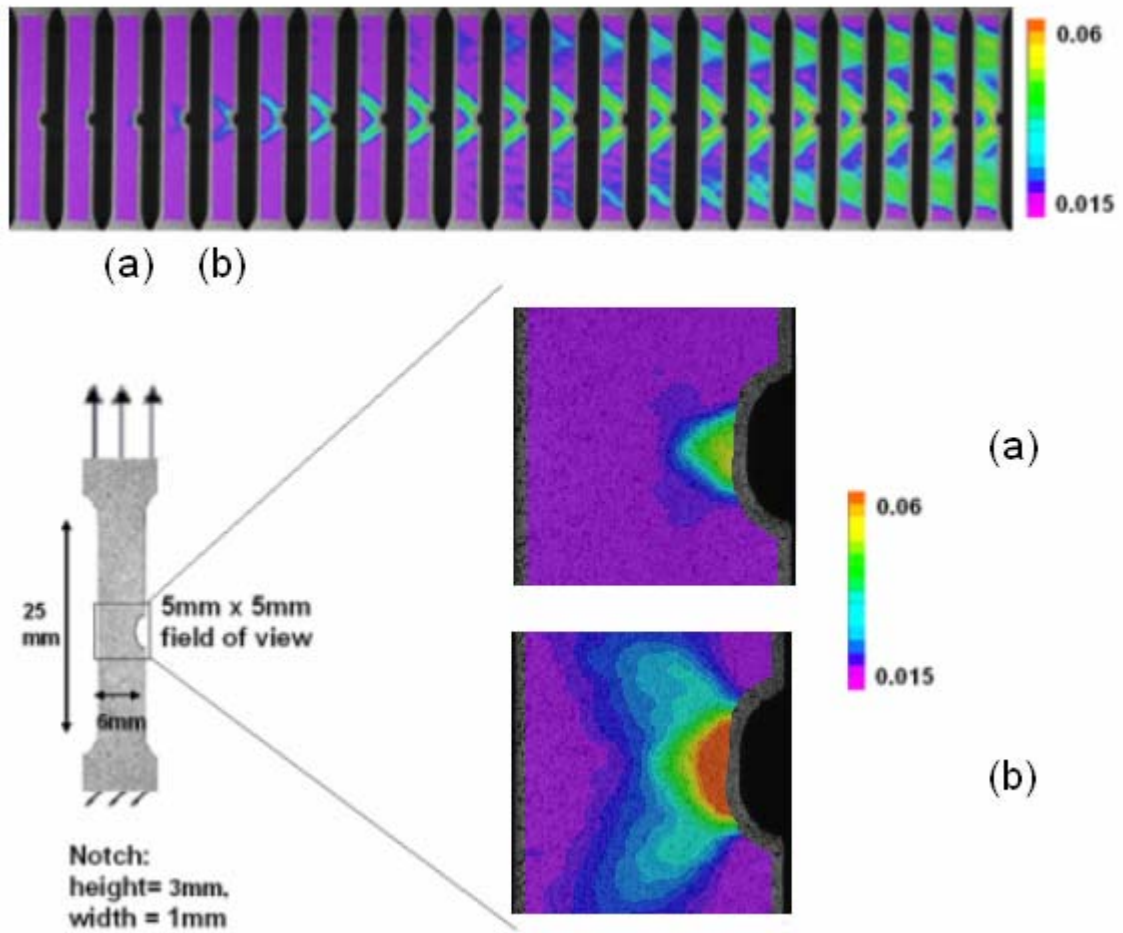 0.06
0.015
(a) (b)
(a)
0.06
0.015
25
mm
5mm x 5mm
field of view
6mm
(b)
Notch:
height= 3mm,
width = 1mm